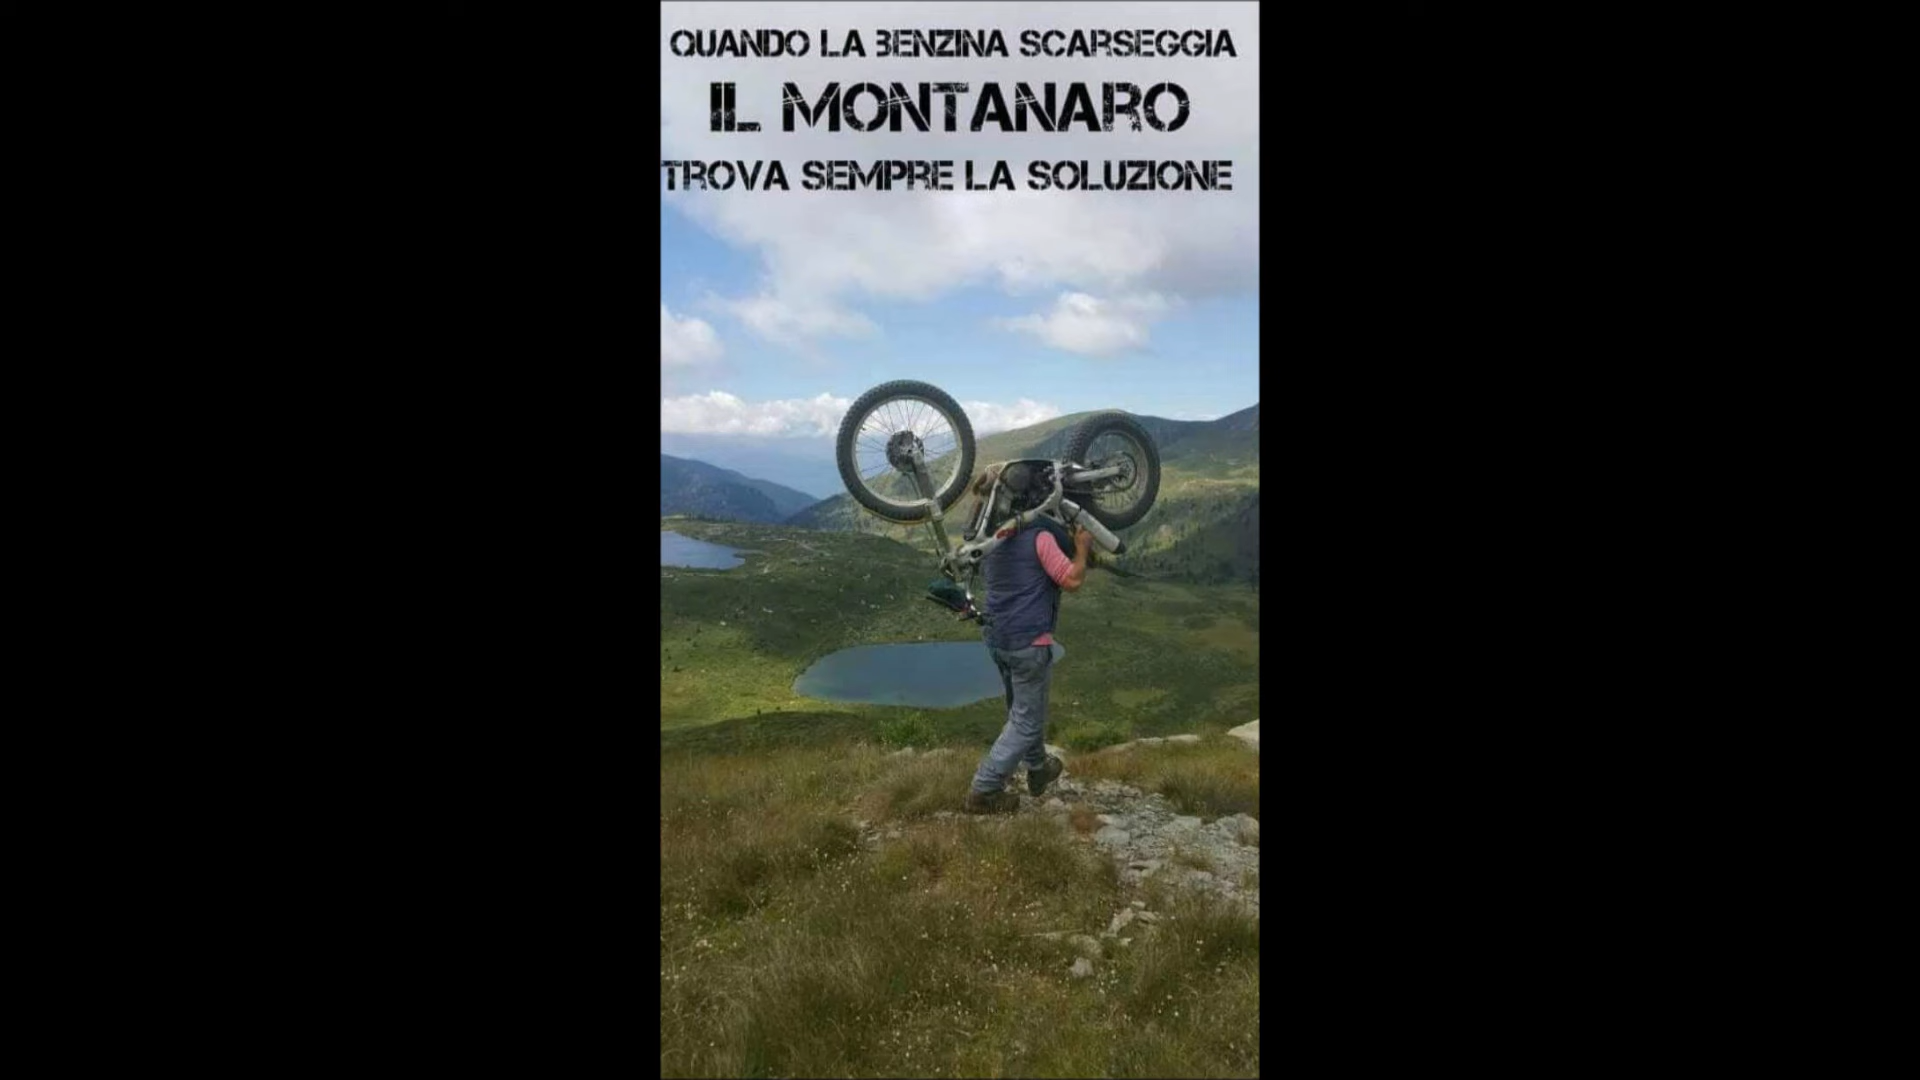 QUANDO LA BENZINA SCARSEGGIA
IL MONTANARO
TROVA SEMPRE LA SOLUZIONE